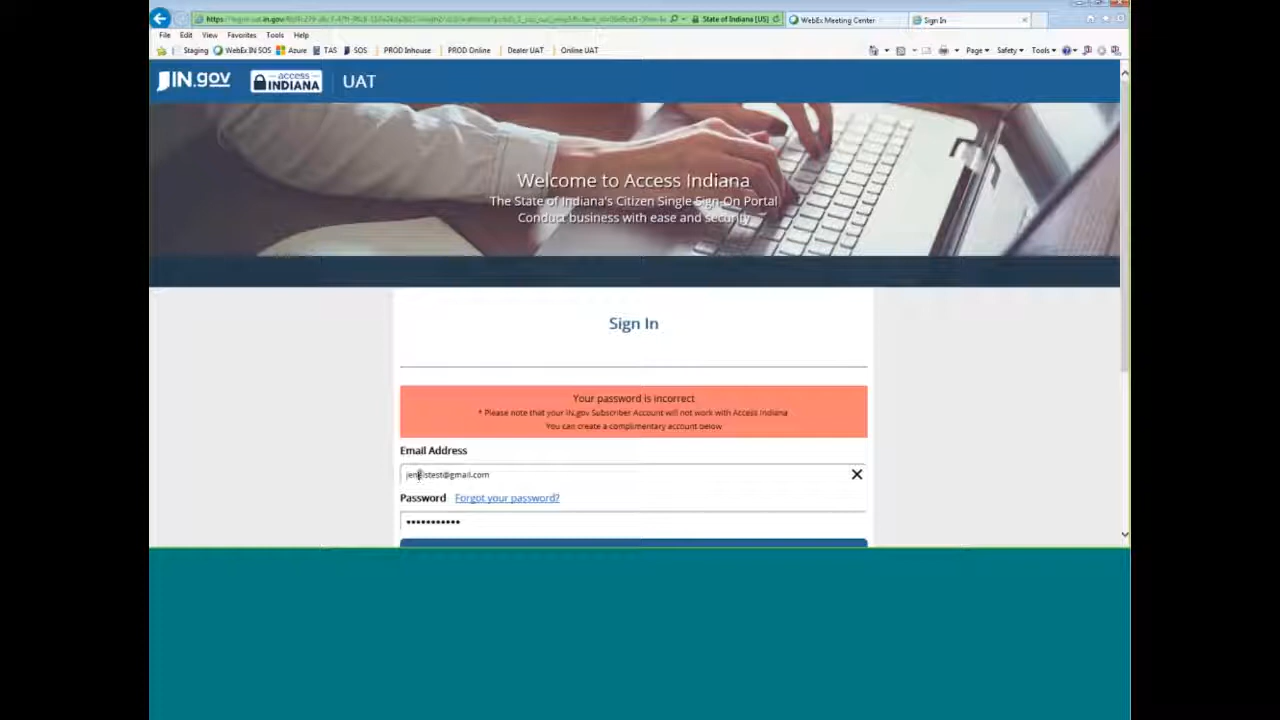 State of Indiana [US]
WebEx Meeting Center
Sign In
File Edit View Favorites Tools Help
Staging WebEx IN SOS Azure TAS SOS PROD Inhouse PROD Online Dealer UAT Online UAT
Page Safety Tools
IN.gov access INDIANA UAT
Welcome to Access Indiana
The State of Indiana's Citizen Single Sign-On Portal
Conduct business with ease and security
Sign In
Your password is incorrect
* Please note that your IN.gov Subscriber Account will not work with Access Indiana
You can create a complimentary account below
Email Address
Password Forgot your password?